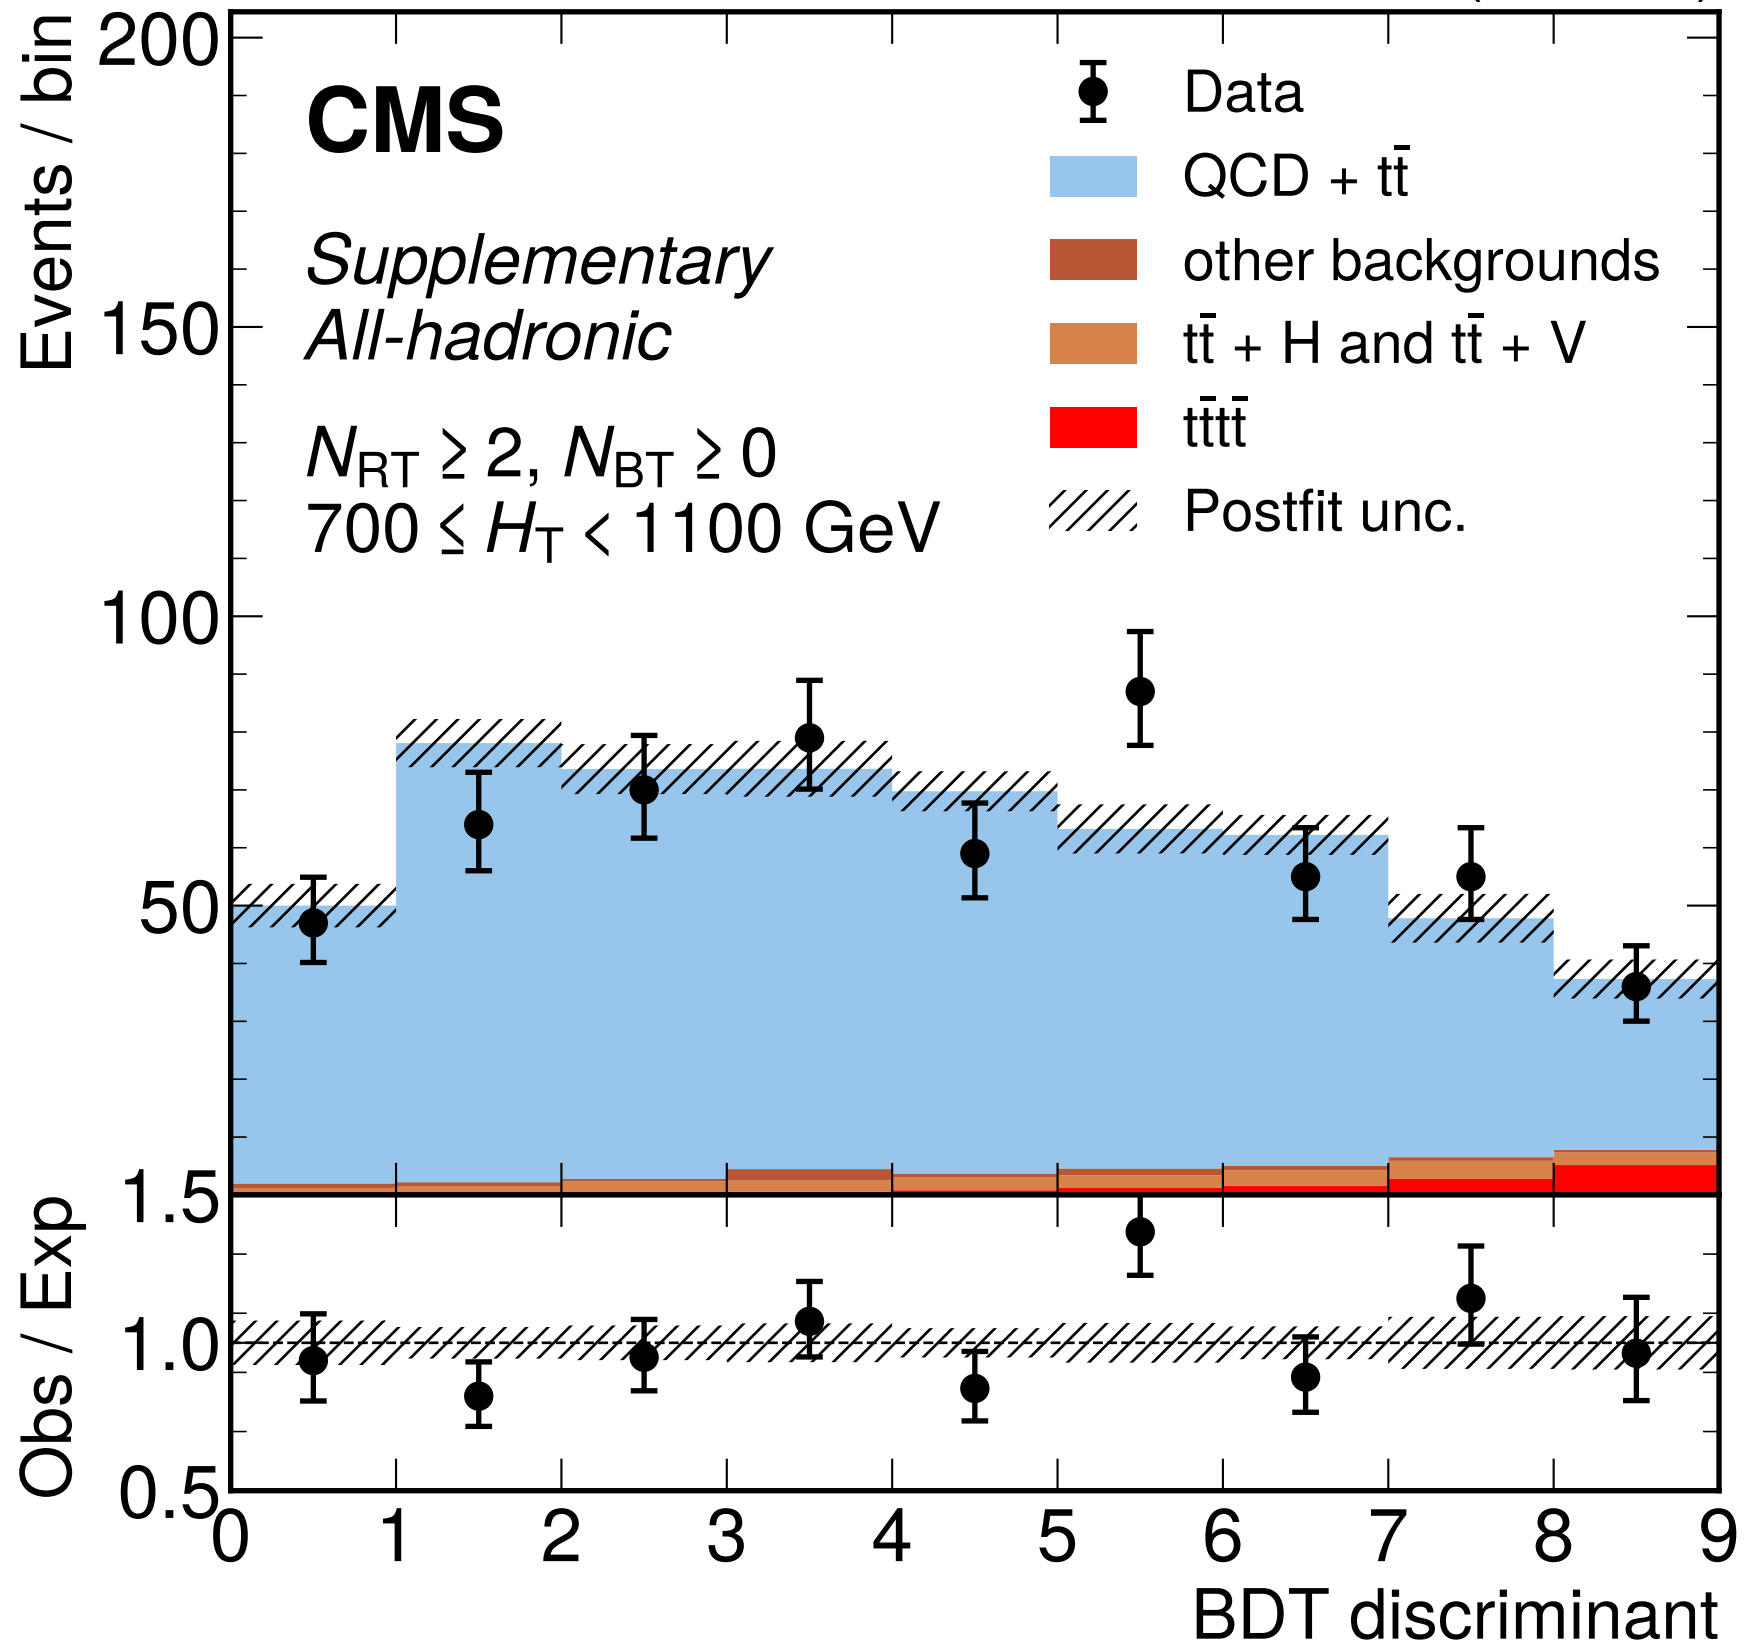 Events / bin
200
150
100
50
CMS
Supplementary
All-hadronic
N_RT ≥ 2, N_BT ≥ 0
700 ≤ H_T < 1100 GeV
Data
QCD + tt̄
other backgrounds
tt̄ + H and tt̄ + V
tt̄tt̄
Postfit unc.
Obs / Exp
1.5
1.0
0.5
0 1 2 3 4 5 6 7 8 9
BDT discriminant